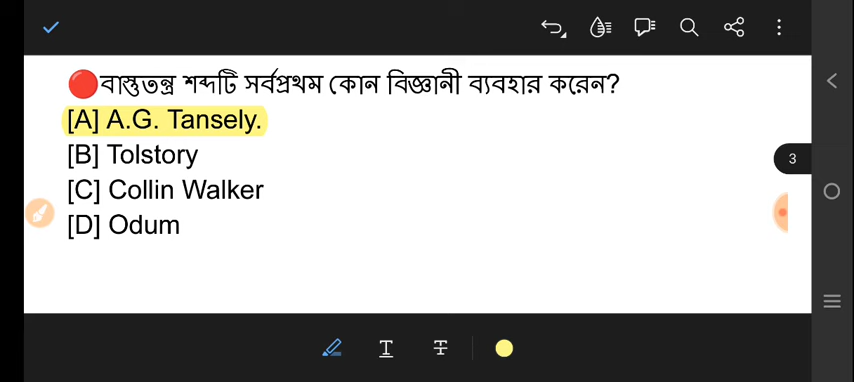 🔴বাস্তুতন্ত্র শব্দটি সর্বপ্রথম কোন বিজ্ঞানী ব্যবহার করেন?
[A] A.G. Tansely.
[B] Tolstory
[C] Collin Walker
[D] Odum
3